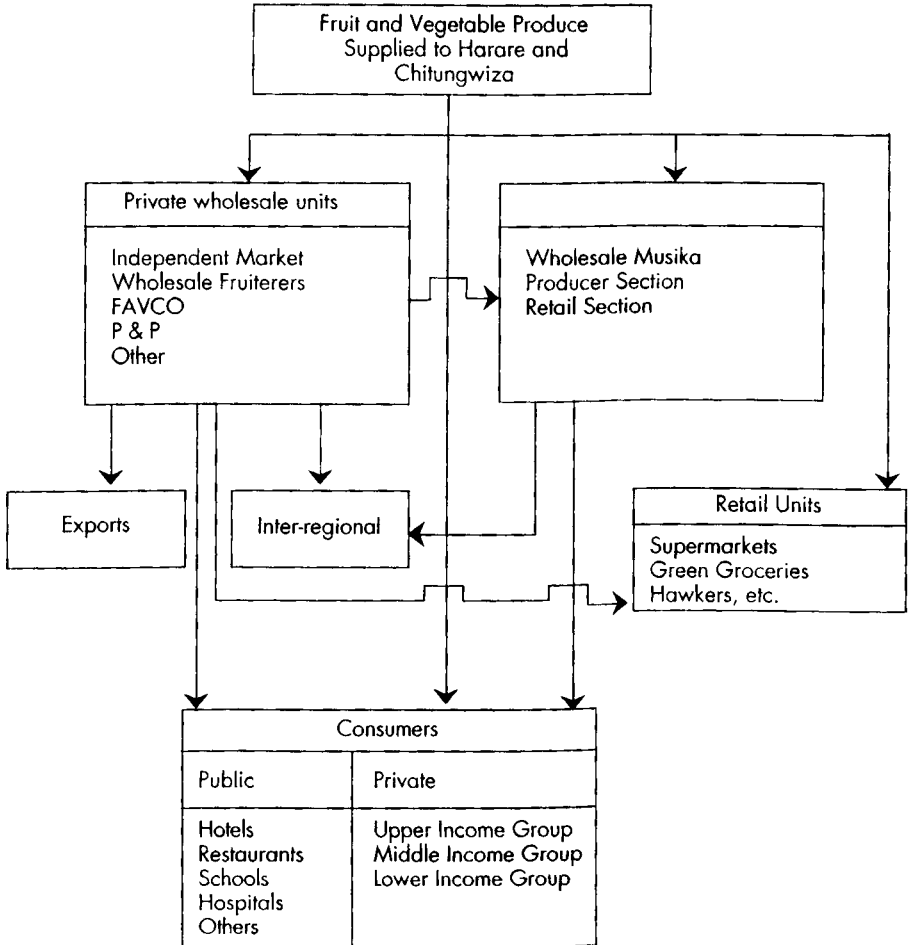 Fruit and Vegetable Produce
Supplied to Harare and
Chitungwiza
Private wholesale units
Independent Market
Wholesale Fruiterers
FAVCO
P & P
Other
Wholesale Musika
Producer Section
Retail Section
Exports
Inter-regional
Retail Units
Supermarkets
Green Groceries
Hawkers, etc.
Consumers
Public
Private
Hotels
Restaurants
Schools
Hospitals
Others
Upper Income Group
Middle Income Group
Lower Income Group